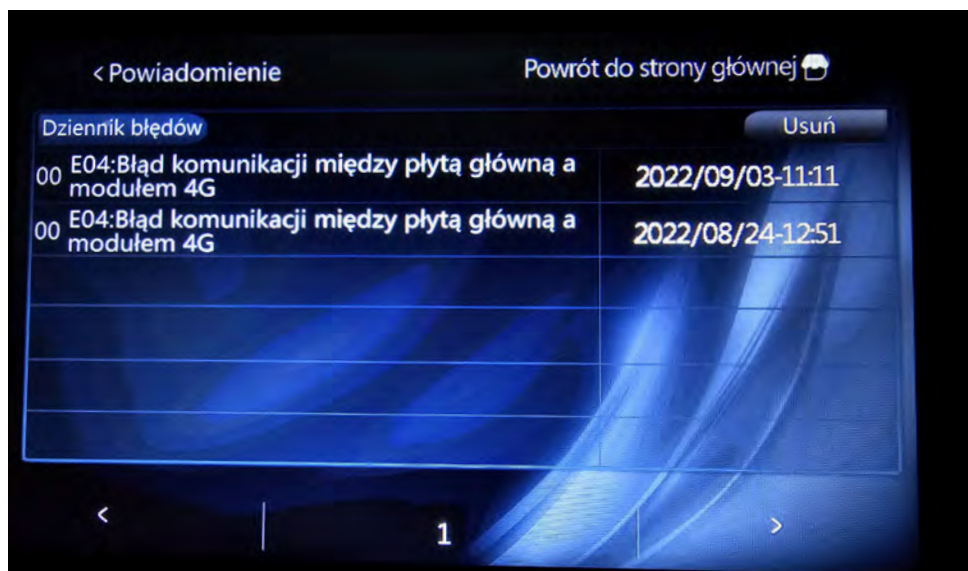 <Powiadomienie
Powrót do strony głównej
Dziennik błędów
Usuń
00 E04:Błąd komunikacji między płytą główną a
modułem 4G
2022/09/03-11:11
00 E04:Błąd komunikacji między płytą główną a
modułem 4G
2022/08/24-12:51
< 1 >